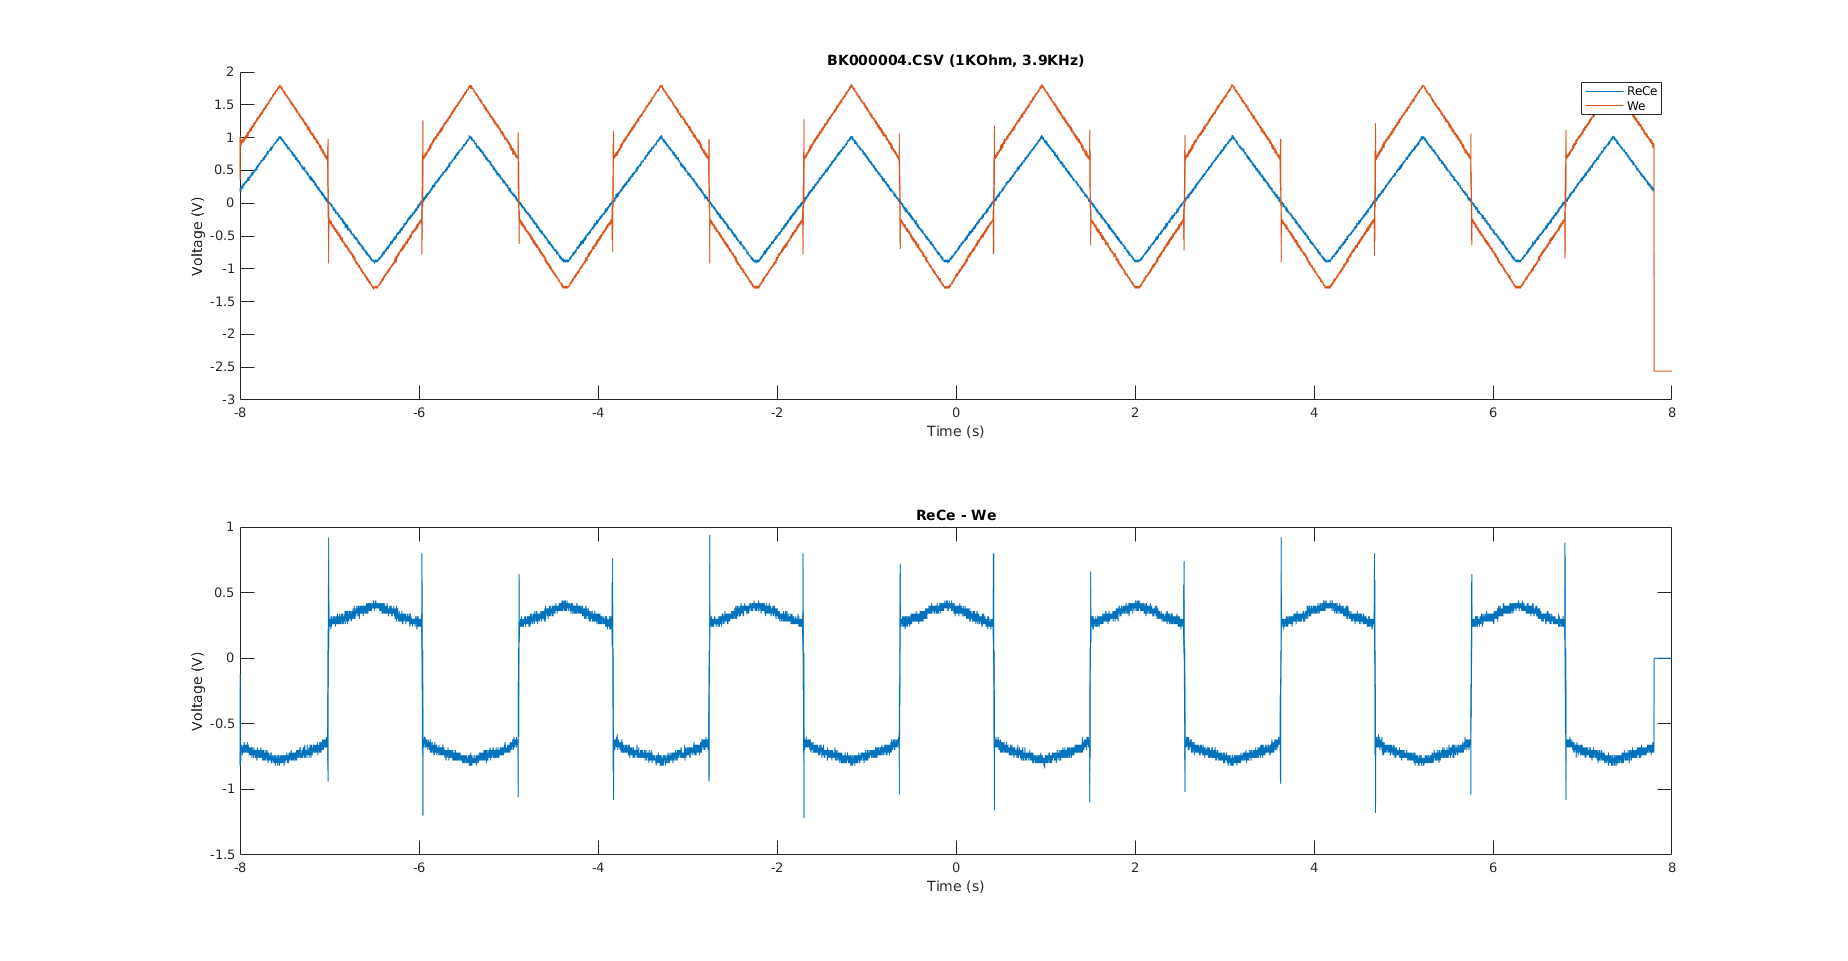 BK000004.CSV (1KOhm, 3.9KHz)
2
1.5
1
0.5
0
-0.5
-1
-1.5
-2
-2.5
-3
Voltage (V)
ReCe
We
-8 -6 -4 -2 0 2 4 6 8
Time (s)
ReCe - We
1
0.5
0
-0.5
-1
-1.5
Voltage (V)
-8 -6 -4 -2 0 2 4 6 8
Time (s)